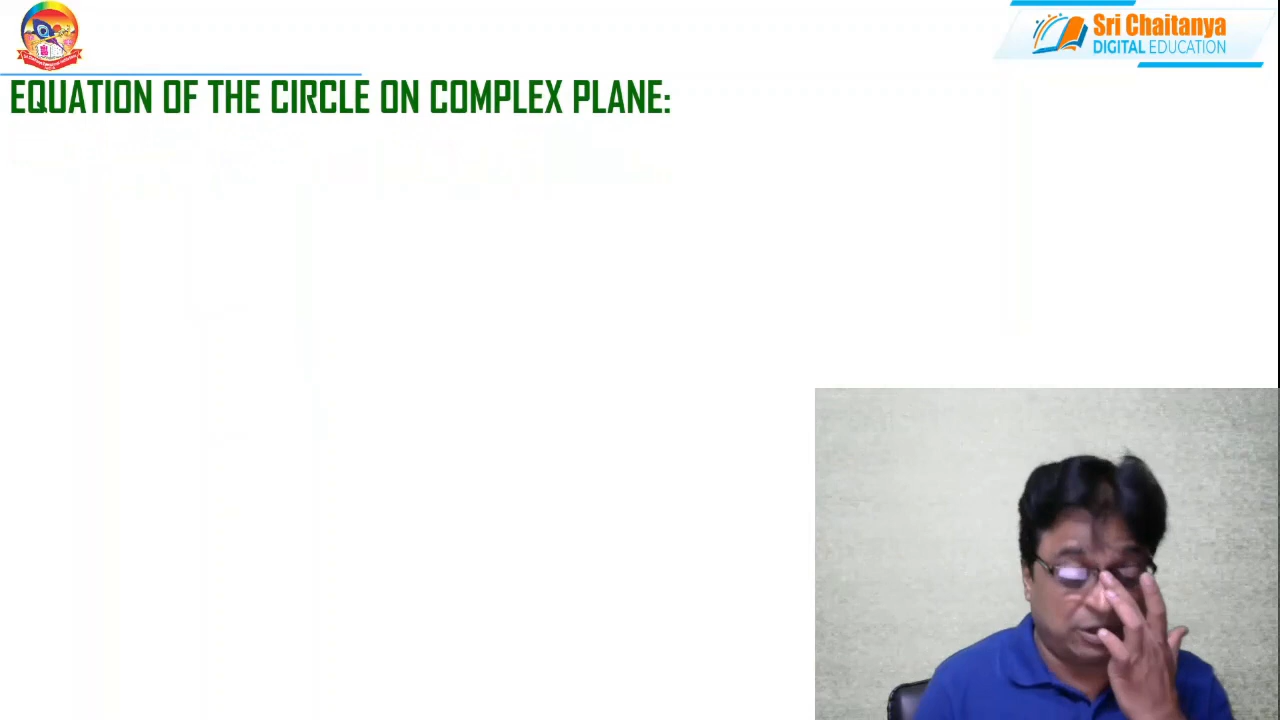 Sri Chaitanya
DIGITAL EDUCATION
EQUATION OF THE CIRCLE ON COMPLEX PLANE: